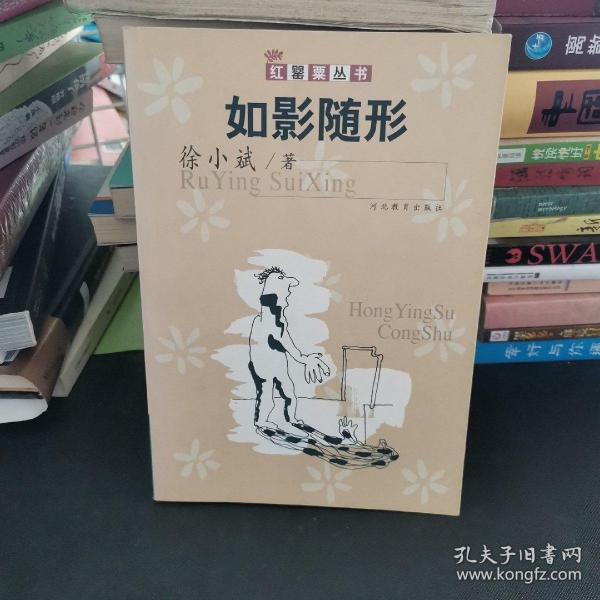 红罂粟丛书
如影随形
徐小斌/著
RuYing SuiXing
河北教育出版社
HongYingSu
CongShu
SWA
孔夫子旧书网
www.kongfz.com